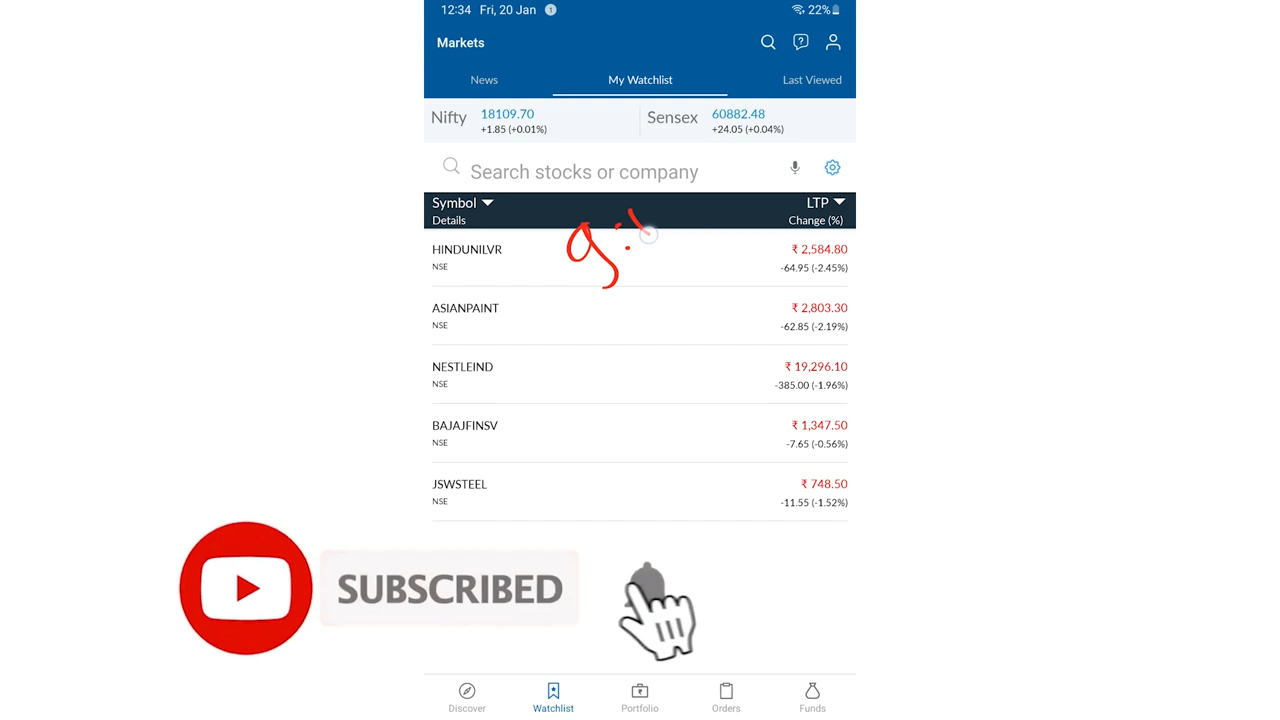 12:34 Fri, 20 Jan 1 22%
Markets
News My Watchlist Last Viewed
Nifty 18109.70 Sensex 60882.48
+1.85 (+0.01%) +24.05 (+0.04%)
Search stocks or company
Symbol LTP
Details Change (%)
HINDUNILVR ₹ 2,584.80
NSE -64.95 (-2.45%)
ASIANPAINT ₹ 2,803.30
NSE -62.85 (-2.19%)
NESTLEIND ₹ 19,296.10
NSE -385.00 (-1.96%)
BAJAJFINSV ₹ 1,347.50
NSE -7.65 (-0.56%)
JSWSTEEL ₹ 748.50
NSE -11.55 (-1.52%)
SUBSCRIBED
Discover Watchlist Portfolio Orders Funds